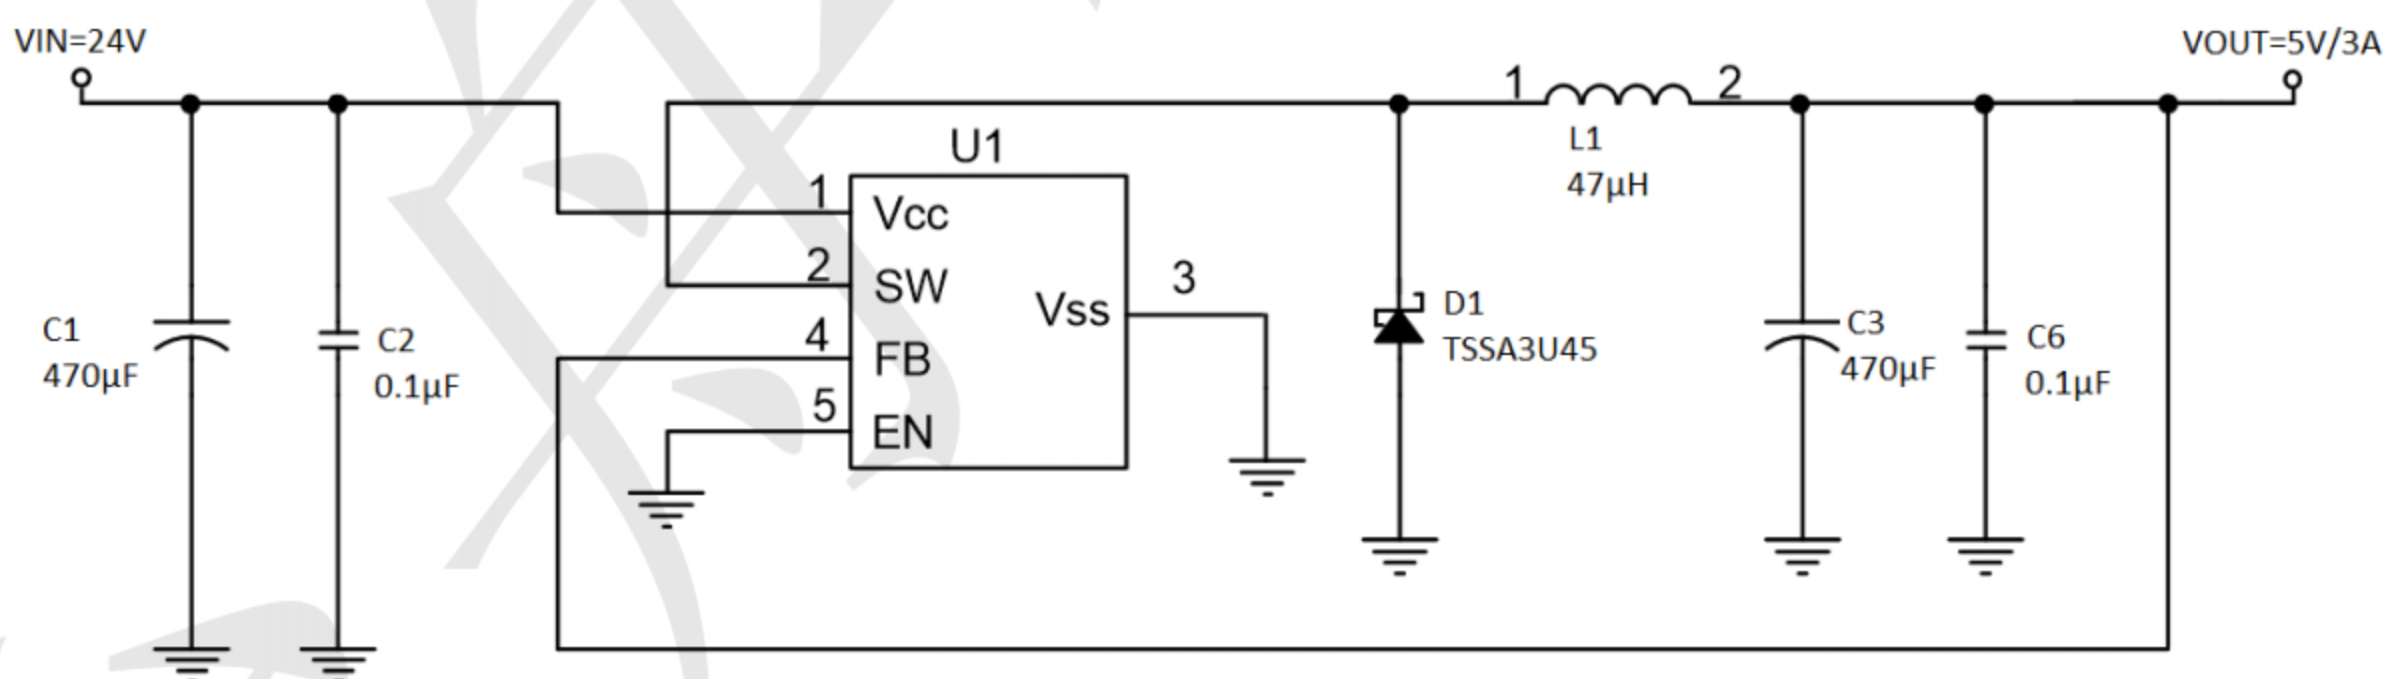 VIN=24V
VOUT=5V/3A
1
2
L1
47µH
U1
1
Vcc
2
SW
Vss
3
4
FB
5
EN
C1
470µF
C2
0.1µF
D1
TSSA3U45
C3
470µF
C6
0.1µF